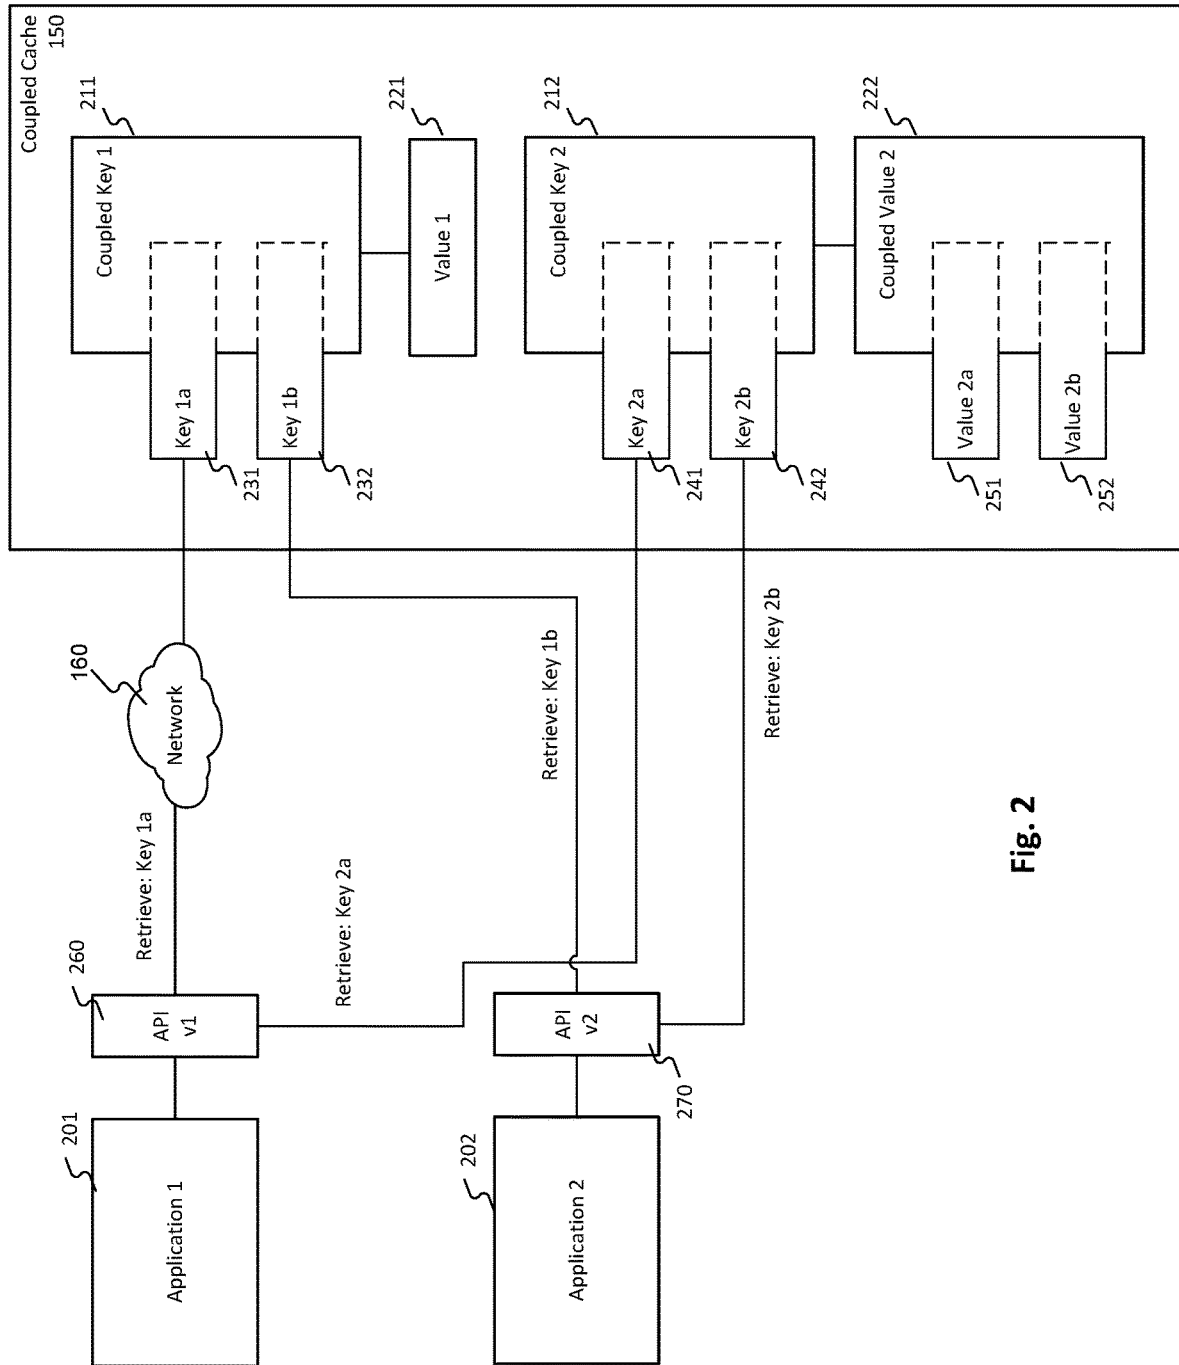 Coupled Cache
150
211
Coupled Key 1
Key 1a
231
Key 1b
232
221
Value 1
212
Coupled Key 2
Key 2a
241
Key 2b
242
222
Coupled Value 2
Value 2a
251
Value 2b
252
160
Network
Retrieve: Key 1a
Retrieve: Key 2a
Retrieve: Key 1b
Retrieve: Key 2b
260
API
v1
API
v2
270
201
Application 1
202
Application 2
Fig. 2